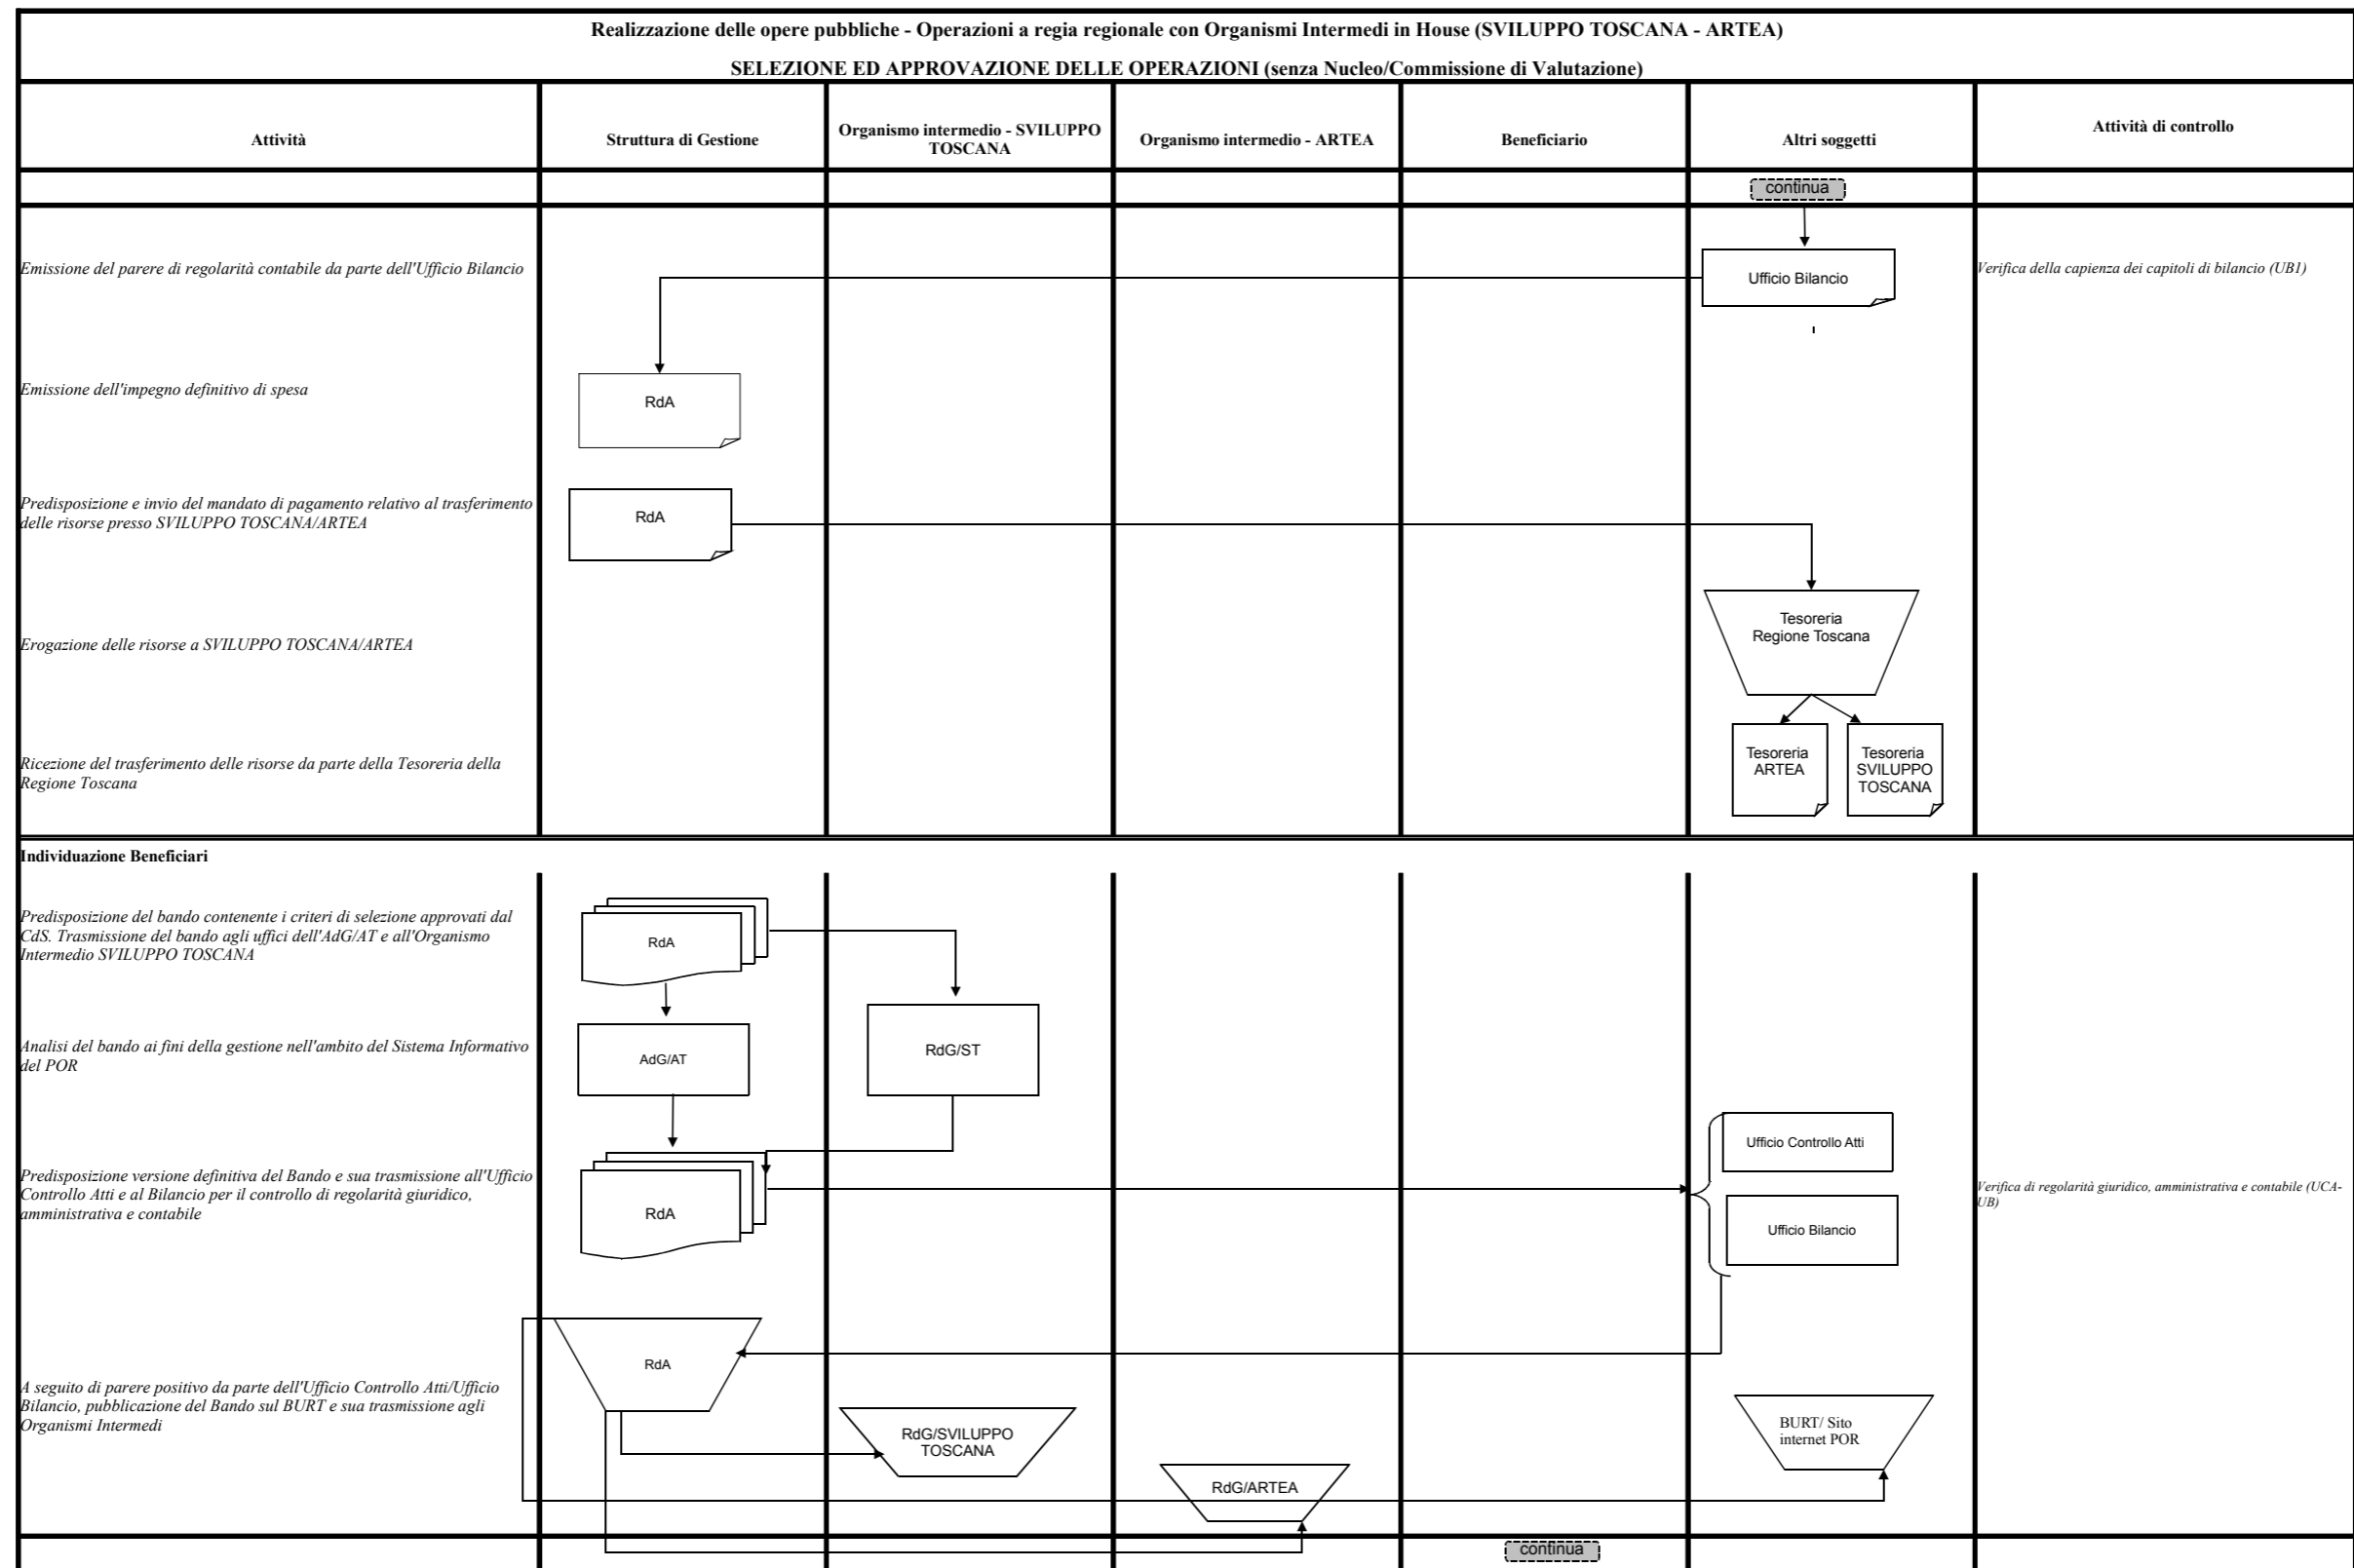 Realizzazione delle opere pubbliche - Operazioni a regia regionale con Organismi Intermedi in House (SVILUPPO TOSCANA - ARTEA)
SELEZIONE ED APPROVAZIONE DELLE OPERAZIONI (senza Nucleo/Commissione di Valutazione)
Attività
Struttura di Gestione
Organismo intermedio - SVILUPPO
TOSCANA
Organismo intermedio - ARTEA
Beneficiario
Altri soggetti
Attività di controllo
continua
Emissione del parere di regolarità contabile da parte dell'Ufficio Bilancio
Ufficio Bilancio
Verifica della capienza dei capitoli di bilancio (UB1)
Emissione dell'impegno definitivo di spesa
RdA
Predisposizione e invio del mandato di pagamento relativo al trasferimento
delle risorse presso SVILUPPO TOSCANA/ARTEA
RdA
Erogazione delle risorse a SVILUPPO TOSCANA/ARTEA
Tesoreria
Regione Toscana
Ricezione del trasferimento delle risorse da parte della Tesoreria della
Regione Toscana
Tesoreria
ARTEA
Tesoreria
SVILUPPO
TOSCANA
Individuazione Beneficiari
Predisposizione del bando contenente i criteri di selezione approvati dal
CdS. Trasmissione del bando agli uffici dell'AdG/AT e all'Organismo
Intermedio SVILUPPO TOSCANA
RdA
Analisi del bando ai fini della gestione nell'ambito del Sistema Informativo
del POR
AdG/AT
RdG/ST
Predisposizione versione definitiva del Bando e sua trasmissione all'Ufficio
Controllo Atti e al Bilancio per il controllo di regolarità giuridico,
amministrativa e contabile
RdA
Ufficio Controllo Atti
Ufficio Bilancio
Verifica di regolarità giuridico, amministrativa e contabile (UCA-
UB)
A seguito di parere positivo da parte dell'Ufficio Controllo Atti/Ufficio
Bilancio, pubblicazione del Bando sul BURT e sua trasmissione agli
Organismi Intermedi
RdA
RdG/SVILUPPO
TOSCANA
RdG/ARTEA
BURT/ Sito
internet POR
continua